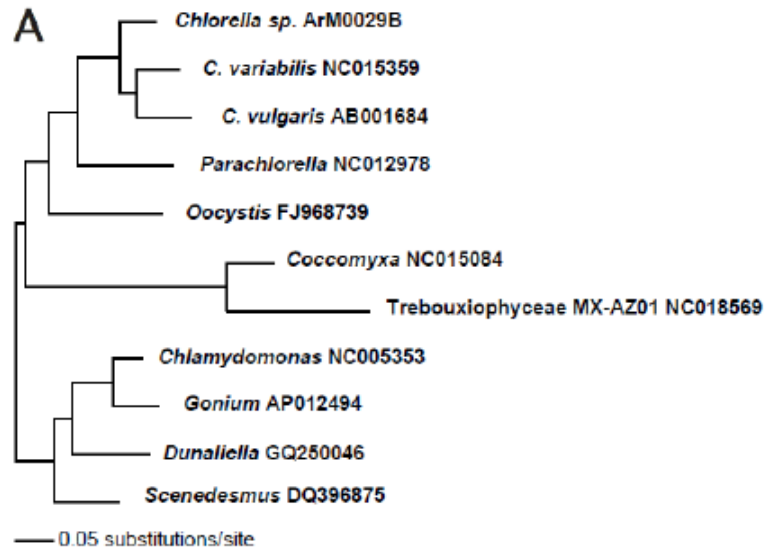 A
Chlorella sp. ArM0029B
C. variabilis NC015359
C. vulgaris AB001684
Parachlorella NC012978
Oocystis FJ968739
Coccomyxa NC015084
Trebouxiophyceae MX-AZ01 NC018569
Chlamydomonas NC005353
Gonium AP012494
Dunaliella GQ250046
Scenedesmus DQ396875
0.05 substitutions/site